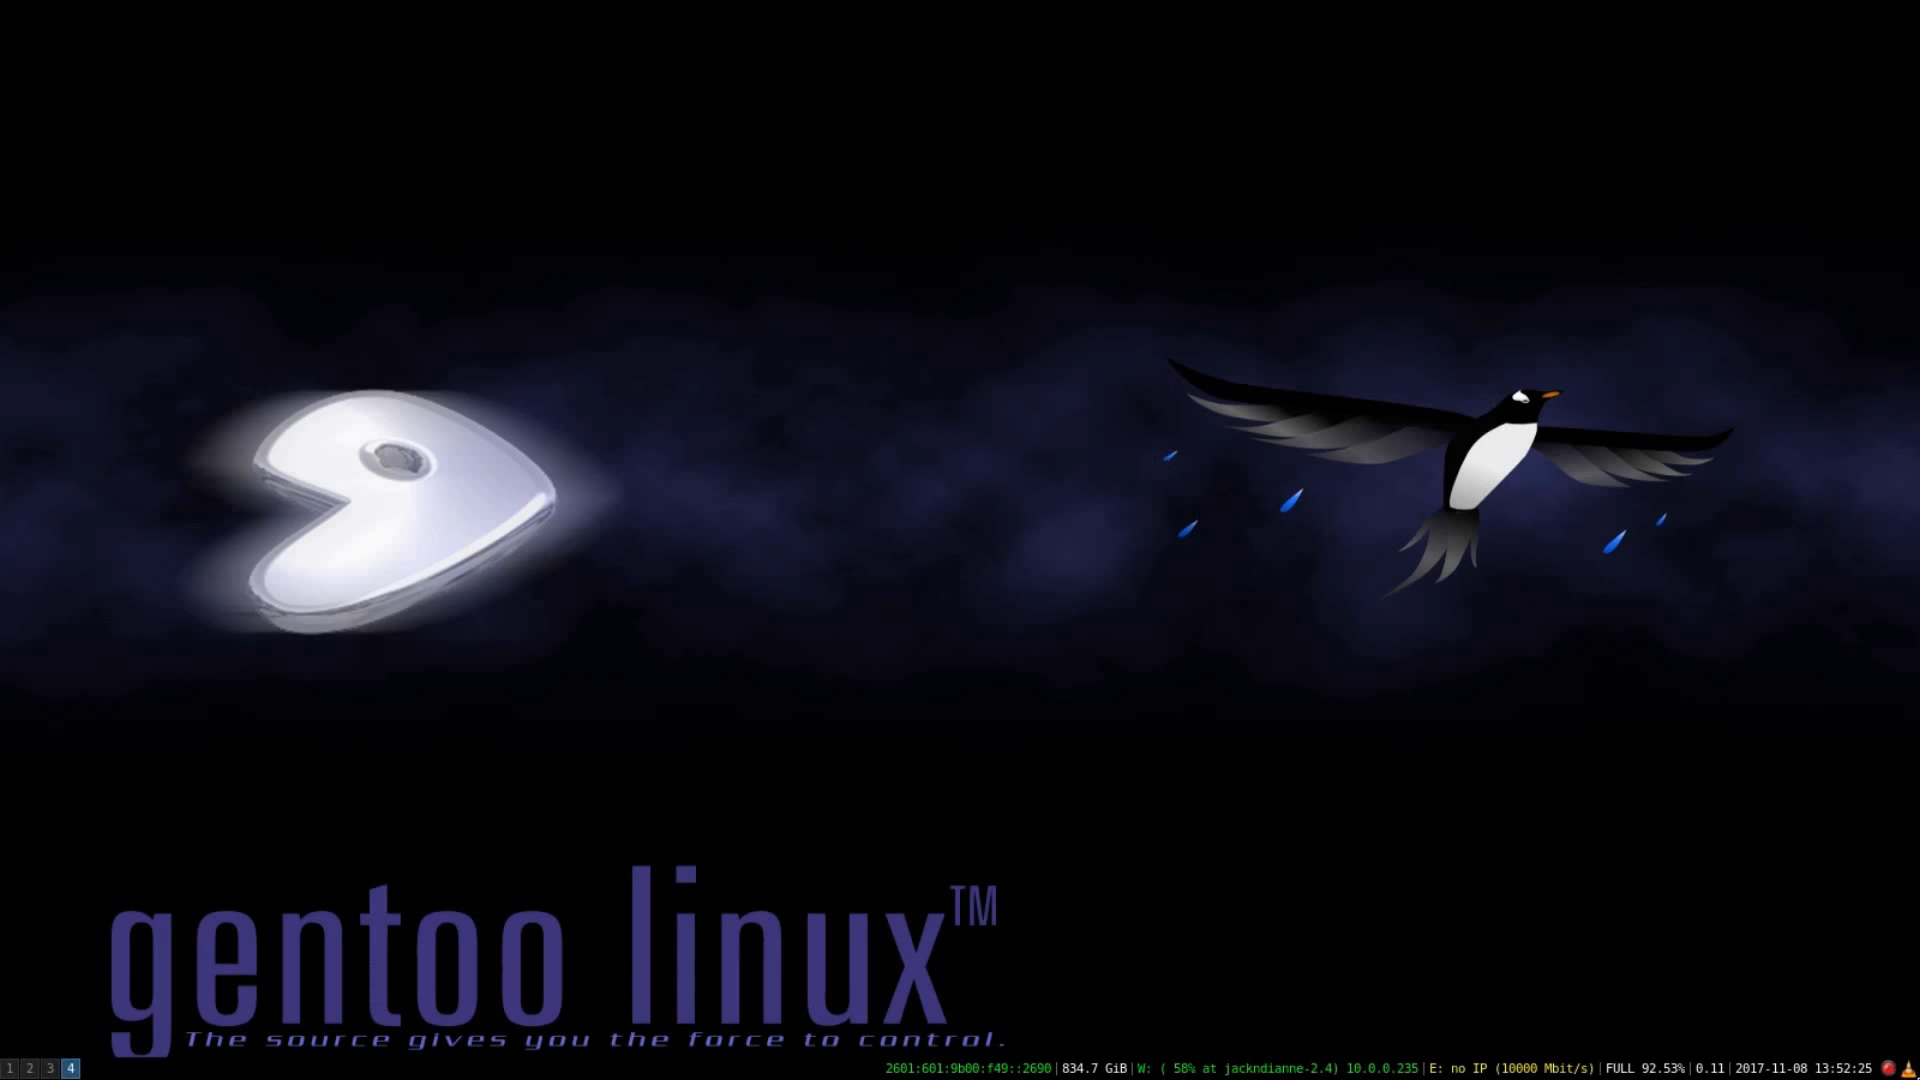 gentoo linux™
The source gives you the force to control.
1 2 3 4 2601:601:9b00:f49::2690 | 834.7 GiB | W: ( 58% at jackndianne-2.4) 10.0.0.235 | E: no IP (10000 Mbit/s) | FULL 92.53% | 0.11 | 2017-11-08 13:52:25